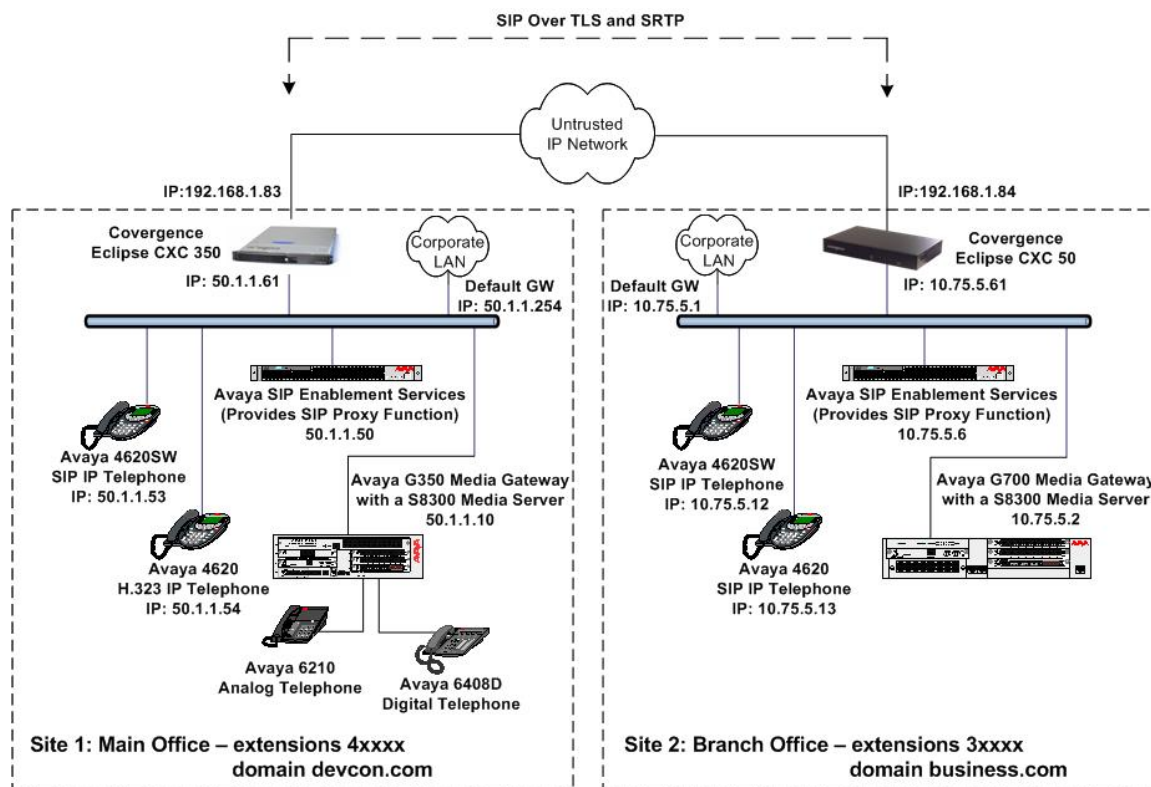 SIP Over TLS and SRTP
Untrusted
IP Network
IP:192.168.1.83
IP:192.168.1.84
Covergence
Eclipse CXC 350
IP: 50.1.1.61
Corporate
LAN
Default GW
IP: 50.1.1.254
Avaya SIP Enablement Services
(Provides SIP Proxy Function)
50.1.1.50
Avaya 4620SW
SIP IP Telephone
IP: 50.1.1.53
Avaya G350 Media Gateway
with a S8300 Media Server
50.1.1.10
Avaya 4620
H.323 IP Telephone
IP: 50.1.1.54
Avaya 6210
Analog Telephone
Avaya 6408D
Digital Telephone
Site 1: Main Office – extensions 4xxxx
domain devcon.com
Corporate
LAN
Default GW
IP: 10.75.5.1
Covergence
Eclipse CXC 50
IP: 10.75.5.61
Avaya SIP Enablement Services
(Provides SIP Proxy Function)
10.75.5.6
Avaya 4620SW
SIP IP Telephone
IP: 10.75.5.12
Avaya G700 Media Gateway
with a S8300 Media Server
10.75.5.2
Avaya 4620
SIP IP Telephone
IP: 10.75.5.13
Site 2: Branch Office – extensions 3xxxx
domain business.com